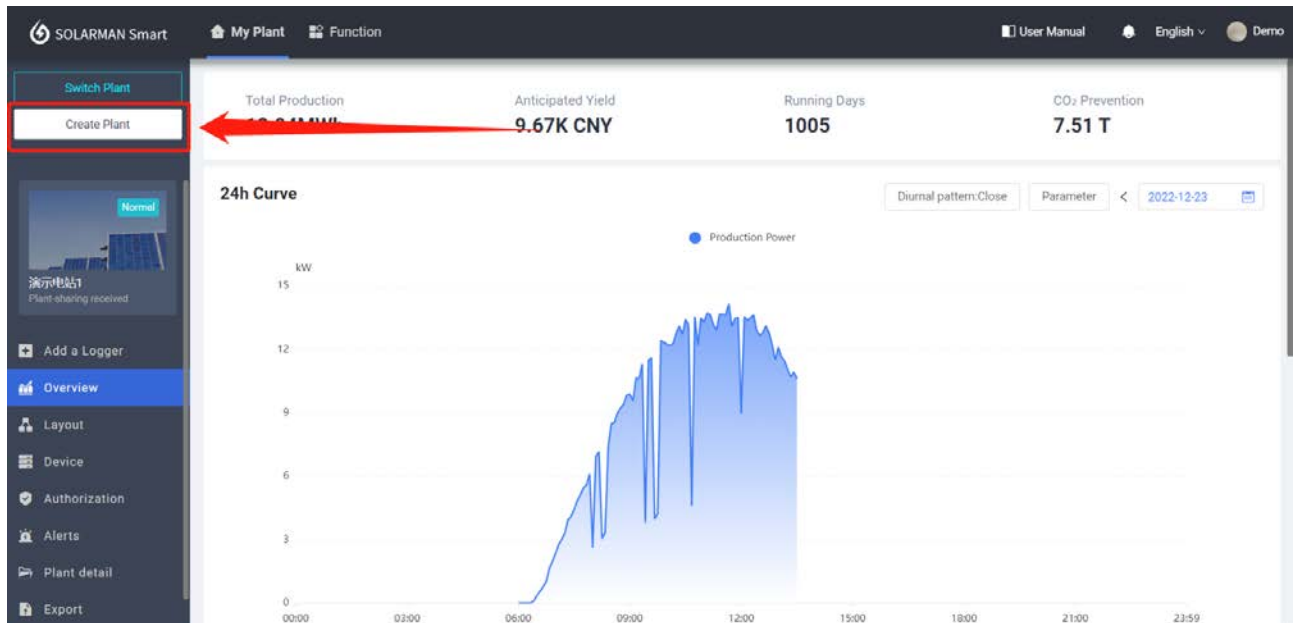 SOLARMAN Smart
My Plant
Function
User Manual
English
Demo
Switch Plant
Create Plant
Normal
演示电站1
Plant-sharing received
Add a Logger
Overview
Layout
Device
Authorization
Alerts
Plant detail
Export
Total Production
Anticipated Yield
9.67K CNY
Running Days
1005
CO₂ Prevention
7.51 T
24h Curve
Diurnal pattern:Close
Parameter
<
2022-12-23
Production Power
kW
15
12
9
6
3
0
00:00
03:00
06:00
09:00
12:00
15:00
18:00
21:00
23:59